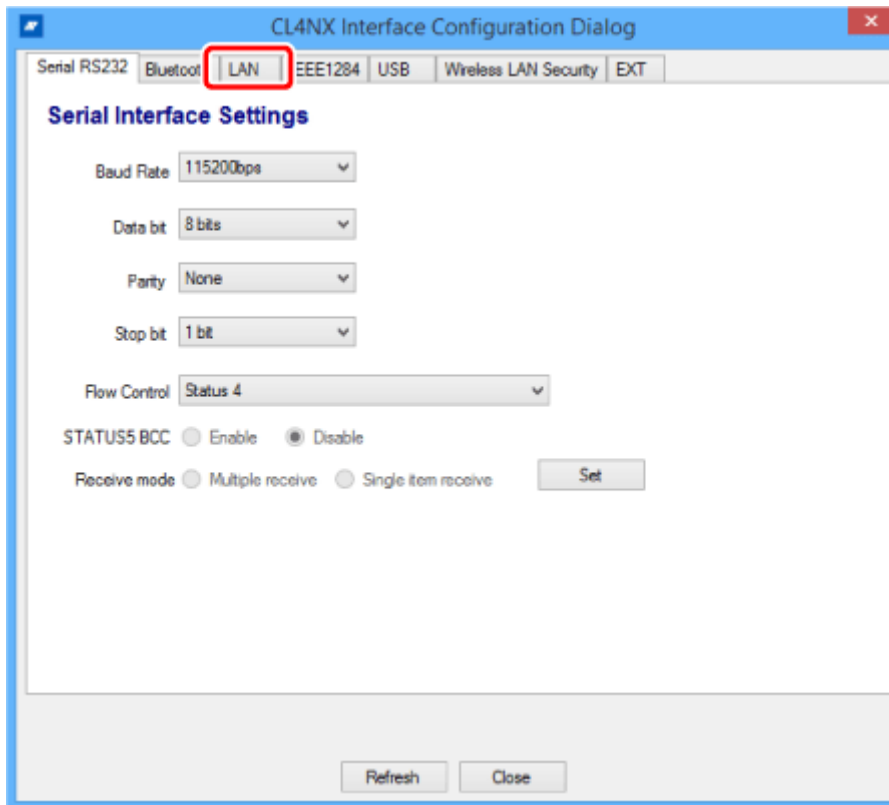 CL4NX Interface Configuration Dialog
Serial RS232 Bluetoot LAN EEE1284 USB Wireless LAN Security EXT
Serial Interface Settings
Baud Rate 115200bps
Data bit 8 bits
Parity None
Stop bit 1 bit
Flow Control Status 4
STATUS5 BCC Enable Disable
Receive mode Multiple receive Single item receive Set
Refresh Close